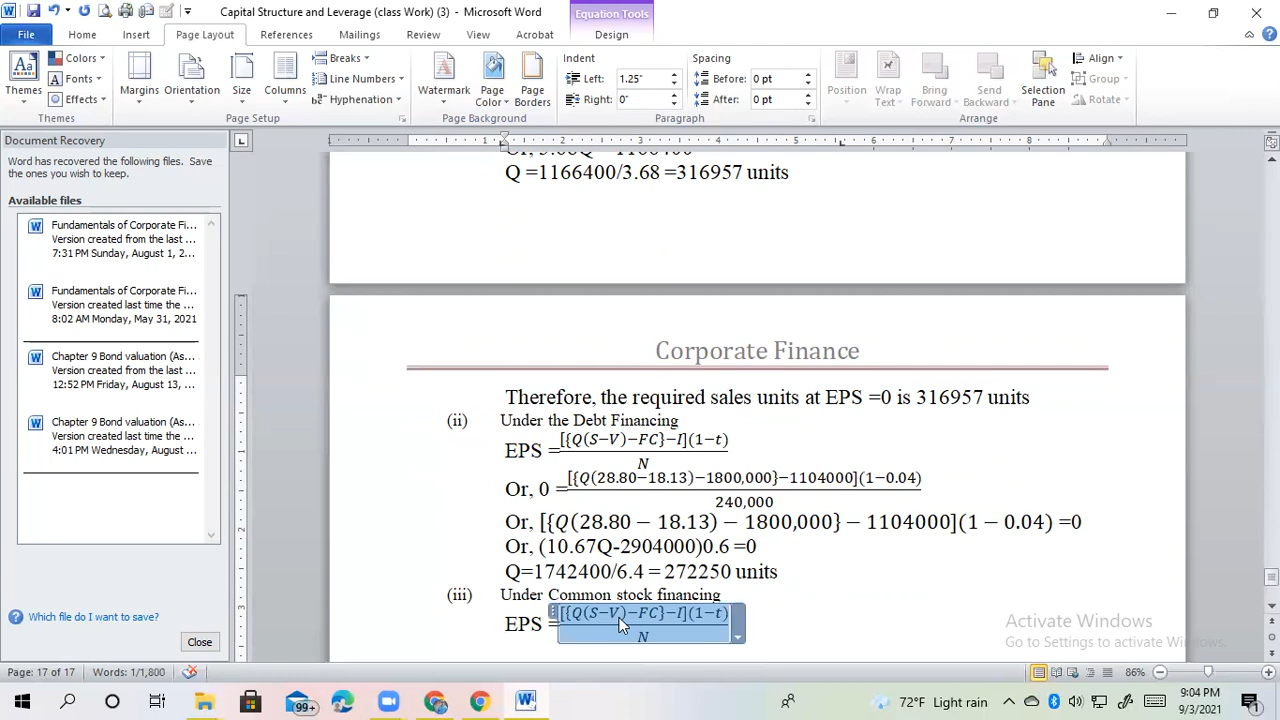 Capital Structure and Leverage (class Work) (3) - Microsoft Word
Equation Tools
File Home Insert Page Layout References Mailings Review View Acrobat Design
Themes
Colors
Fonts
Effects
Themes
Margins
Orientation
Size
Columns
Breaks
Line Numbers
Hyphenation
Page Setup
Watermark
Page Color
Page Borders
Page Background
Indent
Left: 1.25"
Right: 0"
Spacing
Before: 0 pt
After: 0 pt
Paragraph
Position
Wrap Text
Bring Forward
Send Backward
Selection Pane
Align
Group
Rotate
Arrange
Document Recovery
Word has recovered the following files. Save
the ones you wish to keep.
Available files
Fundamentals of Corporate Fi...
Version created from the last ...
7:31 PM Sunday, August 1, 2...
Fundamentals of Corporate Fi...
Version created last time the ...
8:02 AM Monday, May 31, 2021
Chapter 9 Bond valuation (As...
Version created from the last ...
12:52 PM Friday, August 13, ...
Chapter 9 Bond valuation (As...
Version created from the last ...
4:01 PM Wednesday, August ...
Which file do I want to save?
Close
Q =1166400/3.68 =316957 units
Corporate Finance
Therefore, the required sales units at EPS =0 is 316957 units
(ii) Under the Debt Financing
EPS = [{Q(S−V)−FC}−I](1−t)
N
Or, 0 = [{Q(28.80−18.13)−1800,000}−1104000](1−0.04)
240,000
Or, [{Q(28.80 − 18.13) − 1800,000} − 1104000](1 − 0.04) =0
Or, (10.67Q-2904000)0.6 =0
Q=1742400/6.4 = 272250 units
(iii) Under Common stock financing
EPS = [{Q(S−V)−FC}−I](1−t)
N
Activate Windows
Go to Settings to activate Windows.
Page: 17 of 17 Words: 1/1,800 86%
99+
72°F Light rain
9:04 PM
9/3/2021
1